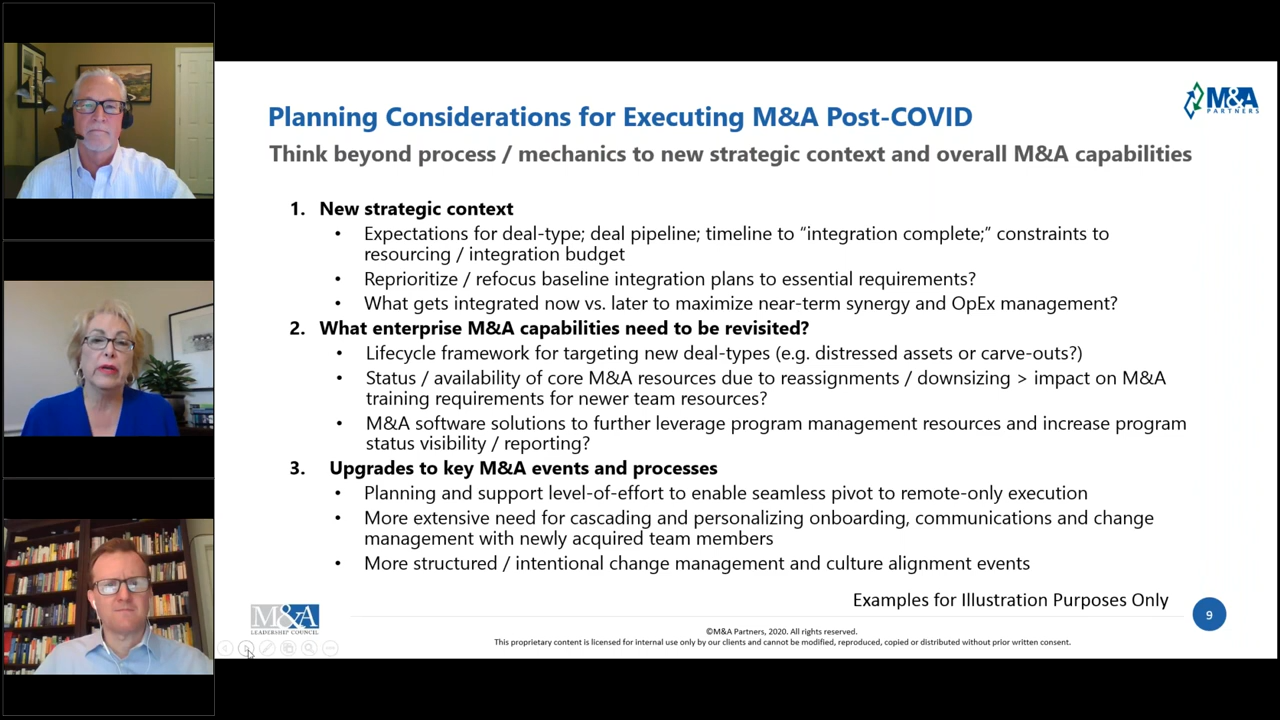 Planning Considerations for Executing M&A Post-COVID
M&A
PARTNERS
Think beyond process / mechanics to new strategic context and overall M&A capabilities
1. New strategic context
• Expectations for deal-type; deal pipeline; timeline to “integration complete;” constraints to
resourcing / integration budget
• Reprioritize / refocus baseline integration plans to essential requirements?
• What gets integrated now vs. later to maximize near-term synergy and OpEx management?
2. What enterprise M&A capabilities need to be revisited?
• Lifecycle framework for targeting new deal-types (e.g. distressed assets or carve-outs?)
• Status / availability of core M&A resources due to reassignments / downsizing > impact on M&A
training requirements for newer team resources?
• M&A software solutions to further leverage program management resources and increase program
status visibility / reporting?
3. Upgrades to key M&A events and processes
• Planning and support level-of-effort to enable seamless pivot to remote-only execution
• More extensive need for cascading and personalizing onboarding, communications and change
management with newly acquired team members
• More structured / intentional change management and culture alignment events
Examples for Illustration Purposes Only
9
M&A
LEADERSHIP COUNCIL
©M&A Partners, 2020. All rights reserved.
This proprietary content is licensed for internal use only by our clients and cannot be modified, reproduced, copied or distributed without prior written consent.